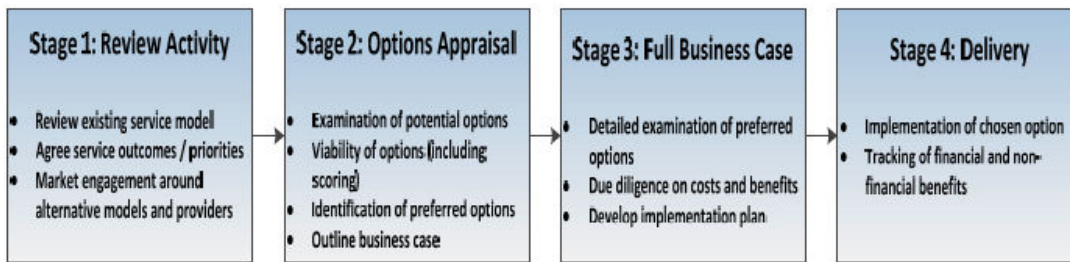 Stage 1: Review Activity
• Review existing service model
• Agree service outcomes / priorities
• Market engagement around
alternative models and providers
Stage 2: Options Appraisal
• Examination of potential options
• Viability of options (including
scoring)
• Identification of preferred options
• Outline business case
Stage 3: Full Business Case
• Detailed examination of preferred
options
• Due diligence on costs and benefits
• Develop implementation plan
Stage 4: Delivery
• Implementation of chosen option
• Tracking of financial and non-
financial benefits